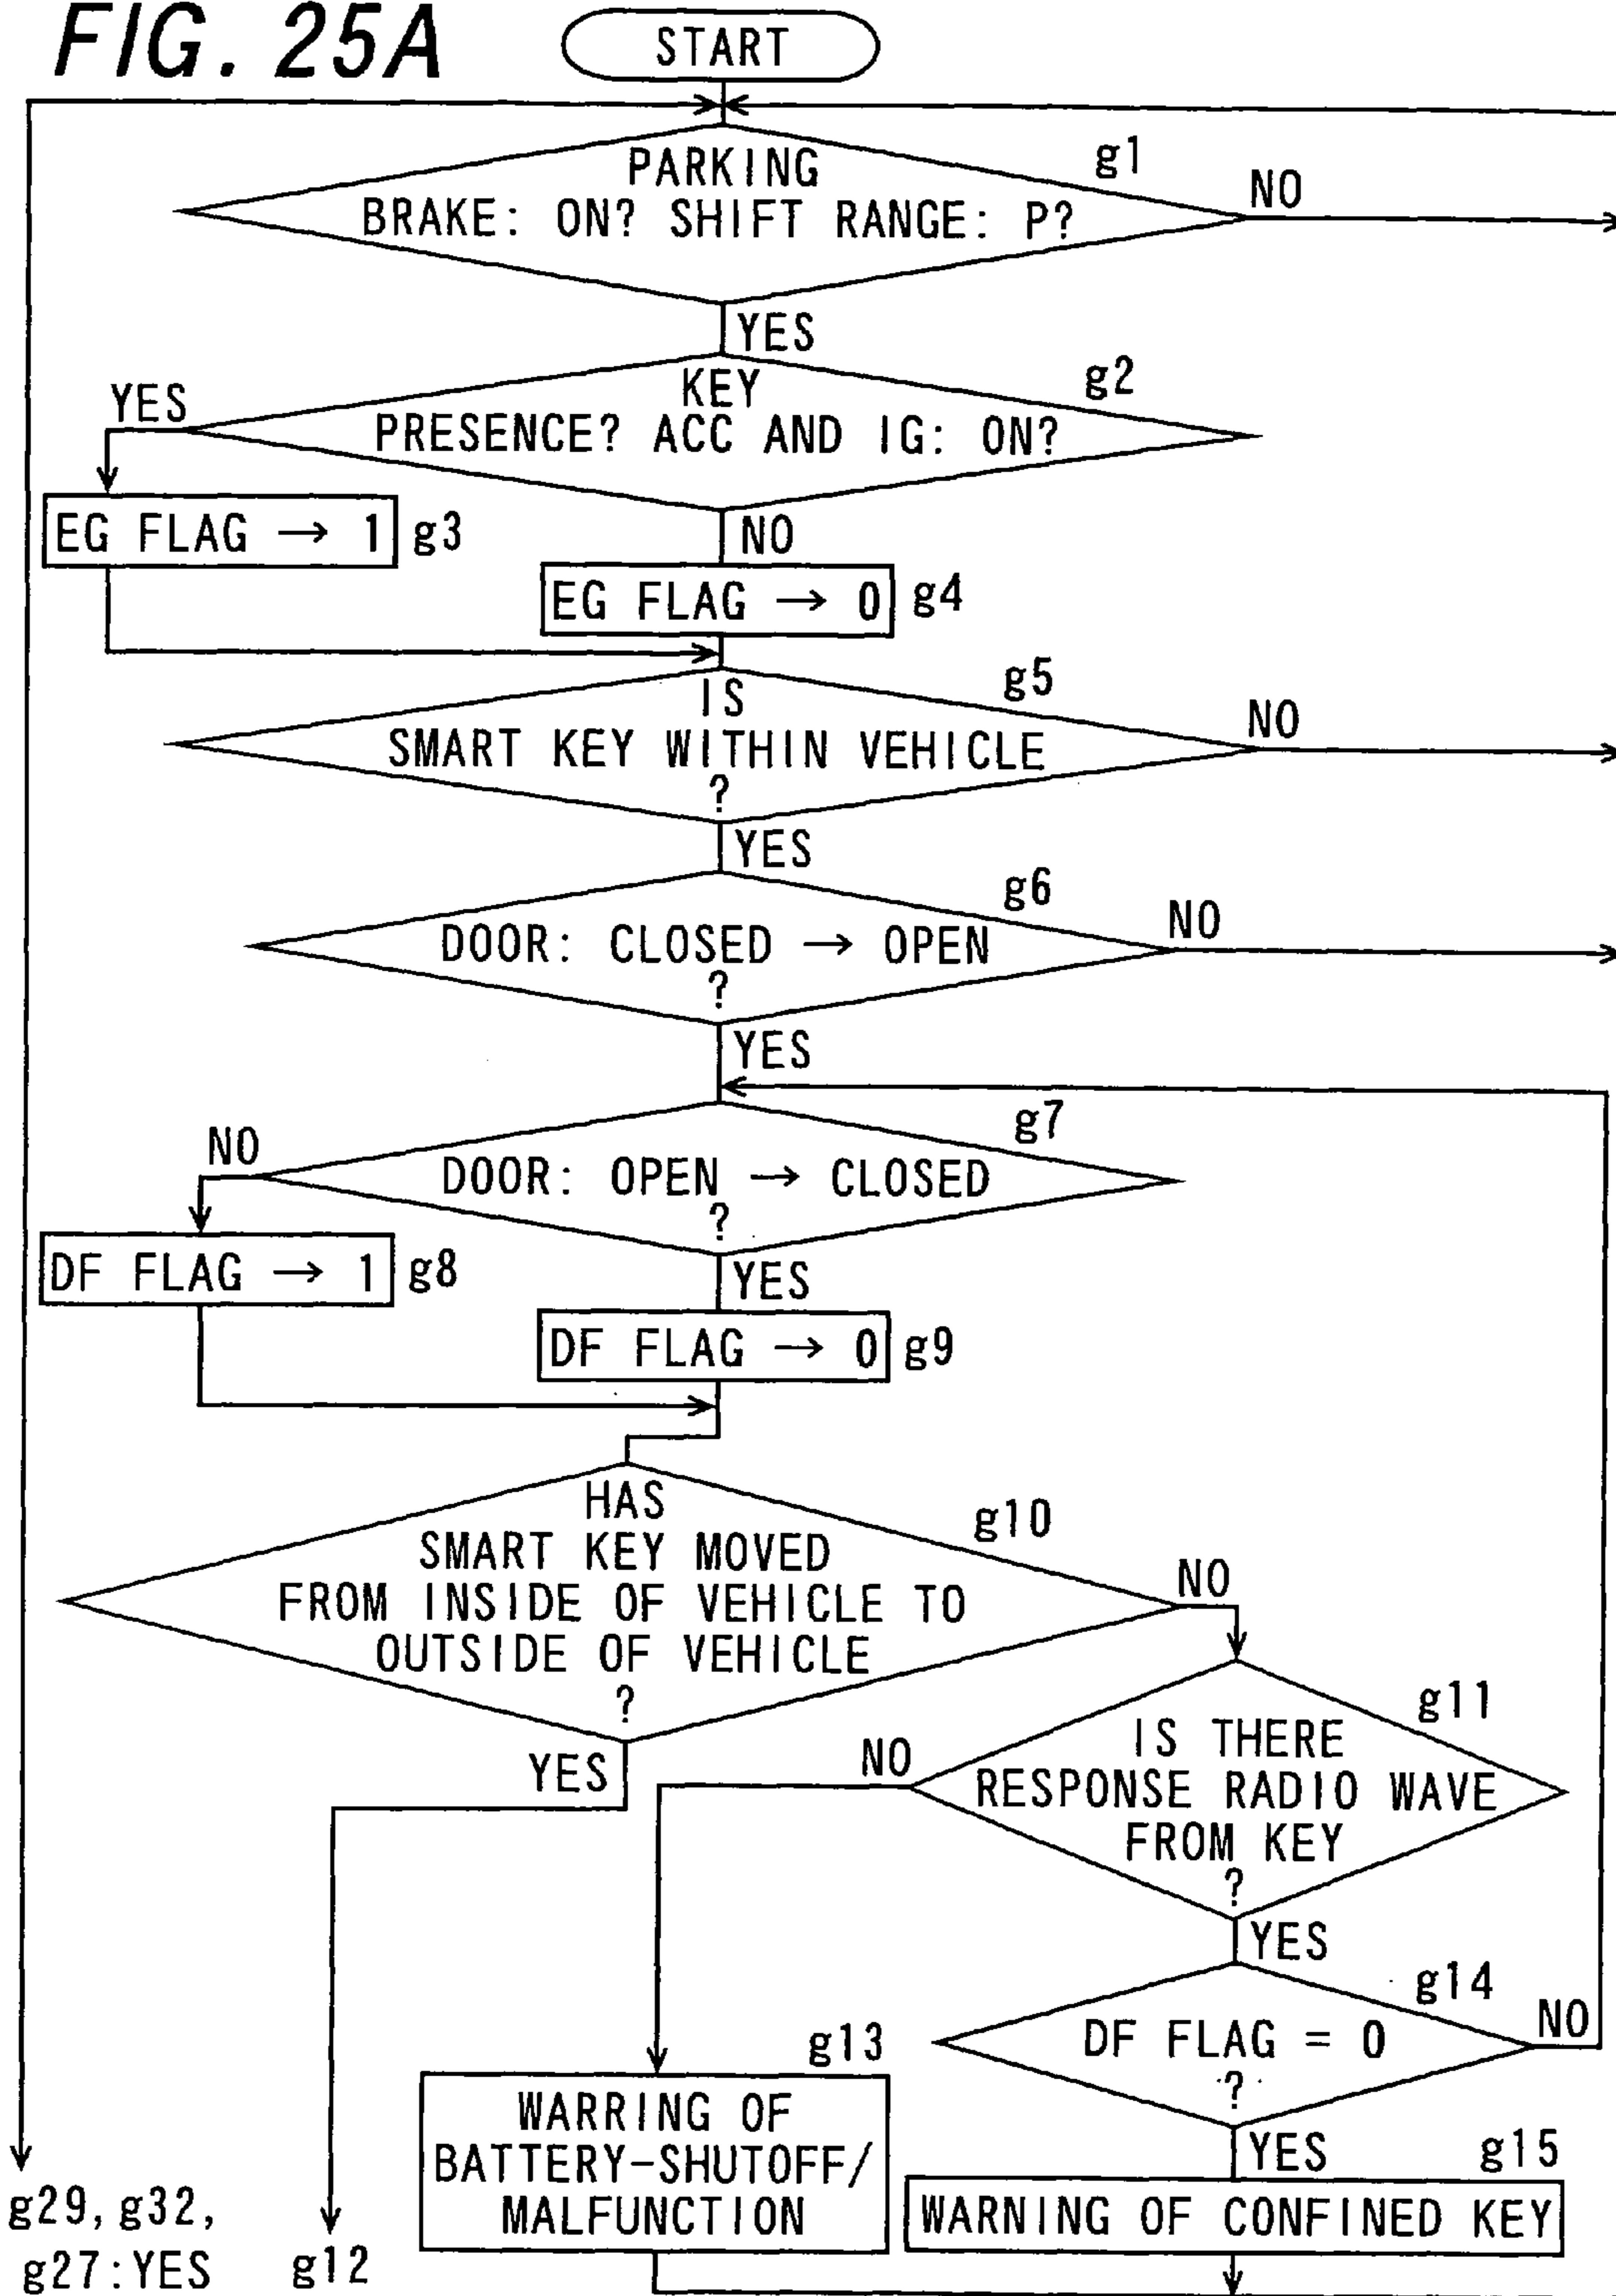 FIG. 25A
START
PARKING
BRAKE: ON? SHIFT RANGE: P?
g1
NO
YES
KEY
PRESENCE? ACC AND IG: ON?
g2
YES
EG FLAG → 1
g3
NO
EG FLAG → 0
g4
IS
SMART KEY WITHIN VEHICLE
?
g5
NO
YES
DOOR: CLOSED → OPEN
?
g6
NO
YES
DOOR: OPEN → CLOSED
?
g7
NO
DF FLAG → 1
g8
YES
DF FLAG → 0
g9
HAS
SMART KEY MOVED
FROM INSIDE OF VEHICLE TO
OUTSIDE OF VEHICLE
?
g10
NO
YES
IS THERE
RESPONSE RADIO WAVE
FROM KEY
?
g11
NO
YES
DF FLAG = 0
?
g14
NO
g13
WARRING OF
BATTERY-SHUTOFF/
MALFUNCTION
YES
g15
WARNING OF CONFINED KEY
g29, g32,
g27:YES
g12